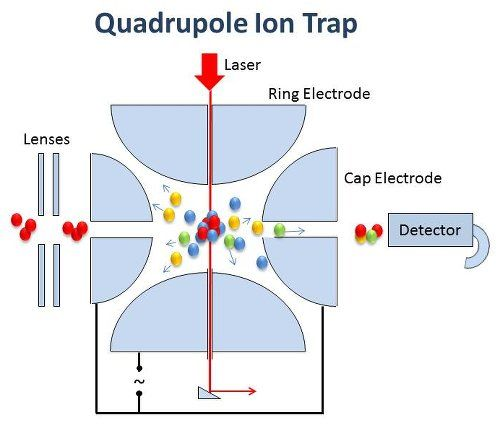 Quadrupole Ion Trap
Laser
Ring Electrode
Lenses
Cap Electrode
Detector
~